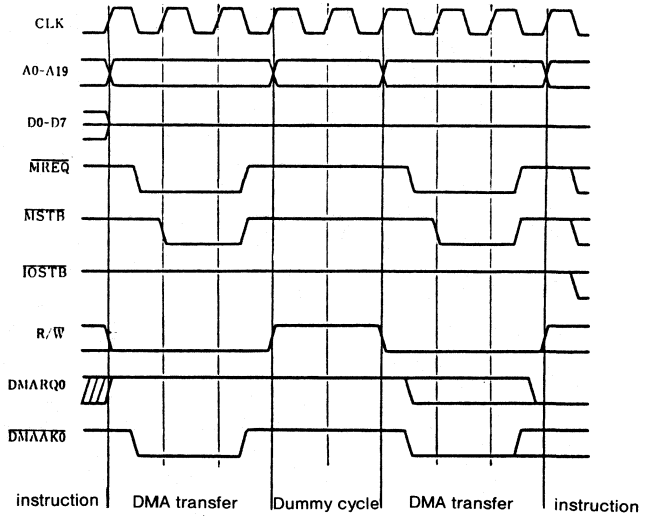 CLK
A0-A19
D0-D7
MREQ
MSTB
IOSTB
R/W
DMARQ0
DMAAK0
instruction DMA transfer Dummy cycle DMA transfer instruction